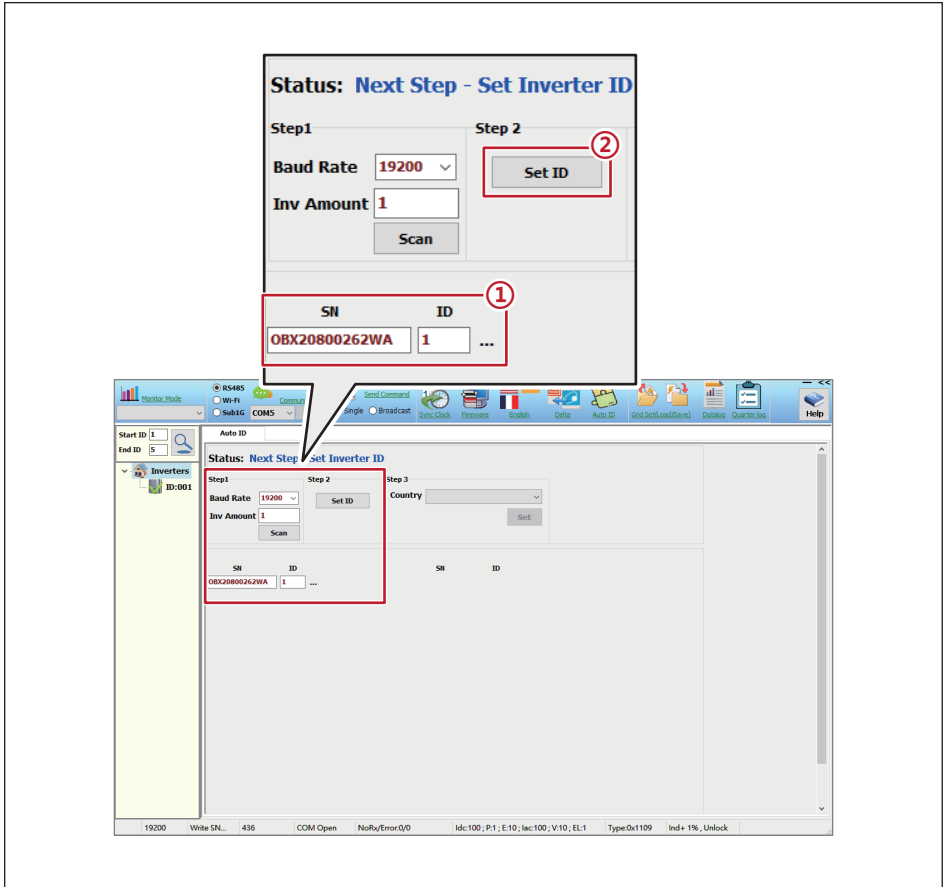 Status: Next Step - Set Inverter ID
Step1
Step 2
②
Baud Rate 19200
Set ID
Inv Amount 1
Scan
①
SN ID
OBX20800262WA 1 ...
Monitor Mode
RS485
Wi-Fi
Sub1G COM5
Commun
Send Command
Single Broadcast
Sync Clock
Firmware
English
Delta
Auto ID
Grid Set(Load/Save)
Datalog
Quarter log
<<
Help
Start ID 1
End ID 5
Inverters
ID:001
Auto ID
Status: Next Step Set Inverter ID
Step1 Step 2 Step 3
Baud Rate 19200 Set ID Country
Inv Amount 1 Set
Scan
SN ID SN ID
OBX20800262WA 1 ...
19200 Write SN... 436 COM Open NoRx/Error:0/0 Idc:100 ; P:1 ; E:10 ; Iac:100 ; V:10 ; EL:1 Type:0x1109 Ind+ 1% , Unlock